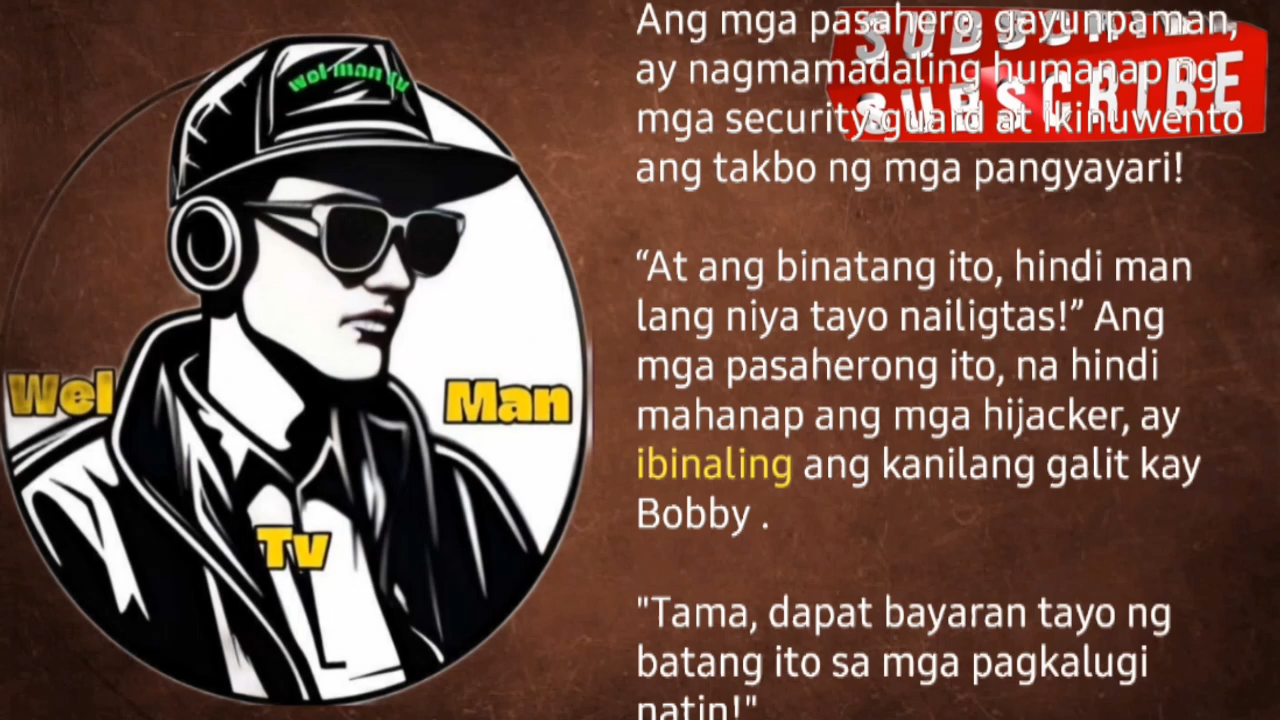 wel man tv
Wel
Man
Tv
SUBSCRIBE
SUBSCRIBE
Ang mga pasahero, gayunpaman,
ay nagmamadaling humanap ng
mga security guard at ikinuwento
ang takbo ng mga pangyayari!
“At ang binatang ito, hindi man
lang niya tayo nailigtas!” Ang
mga pasaherong ito, na hindi
mahanap ang mga hijacker, ay
ibinaling ang kanilang galit kay
Bobby .
"Tama, dapat bayaran tayo ng
batang ito sa mga pagkalugi
natin!"